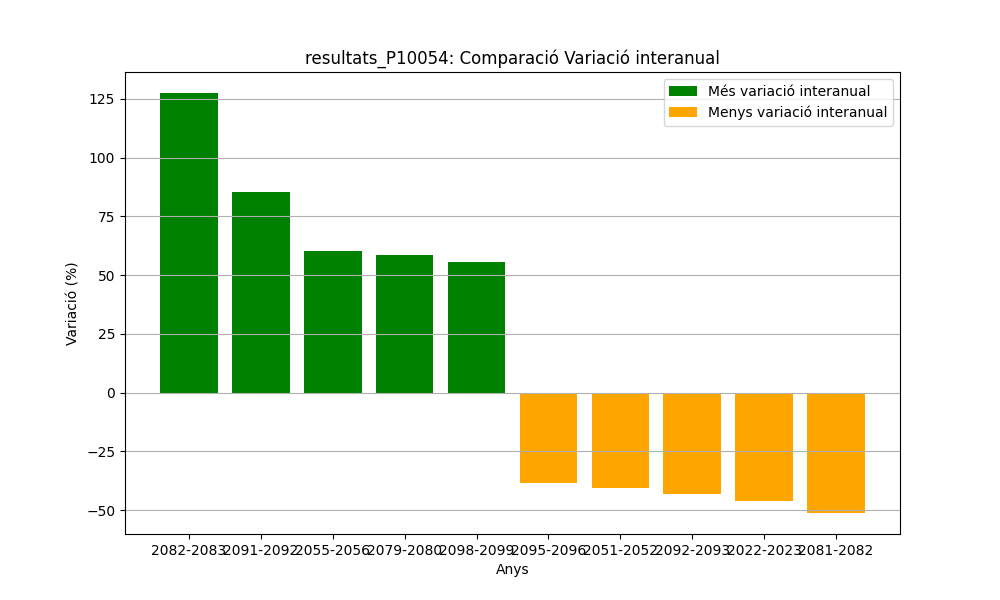 resultats_P10054: Comparació Variació interanual
Més variació interanual
Menys variació interanual
125
100
75
50
25
0
−25
−50
Variació (%)
2082-2083 2091-2092 2055-2056 2079-2080 2098-2099 2095-2096 2051-2052 2092-2093 2022-2023 2081-2082
Anys